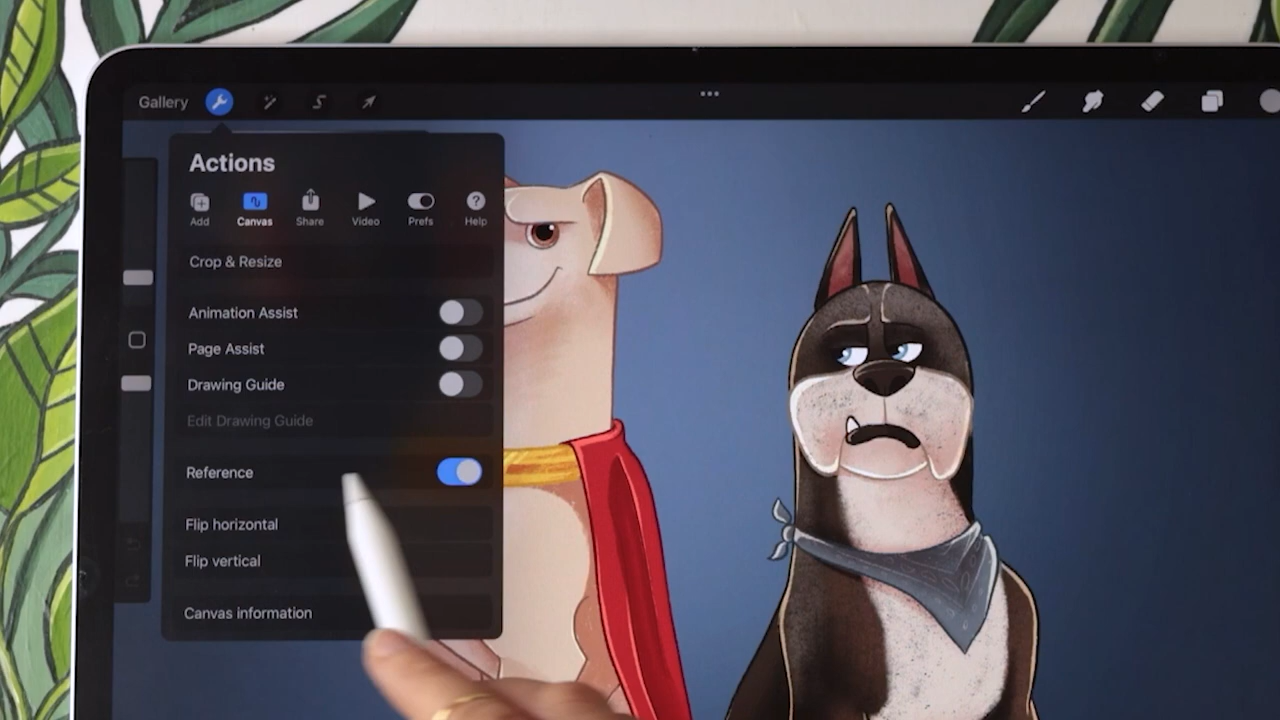 Gallery
Actions
Add Canvas Share Video Prefs Help
Crop & Resize
Animation Assist
Page Assist
Drawing Guide
Edit Drawing Guide
Reference
Flip horizontal
Flip vertical
Canvas information